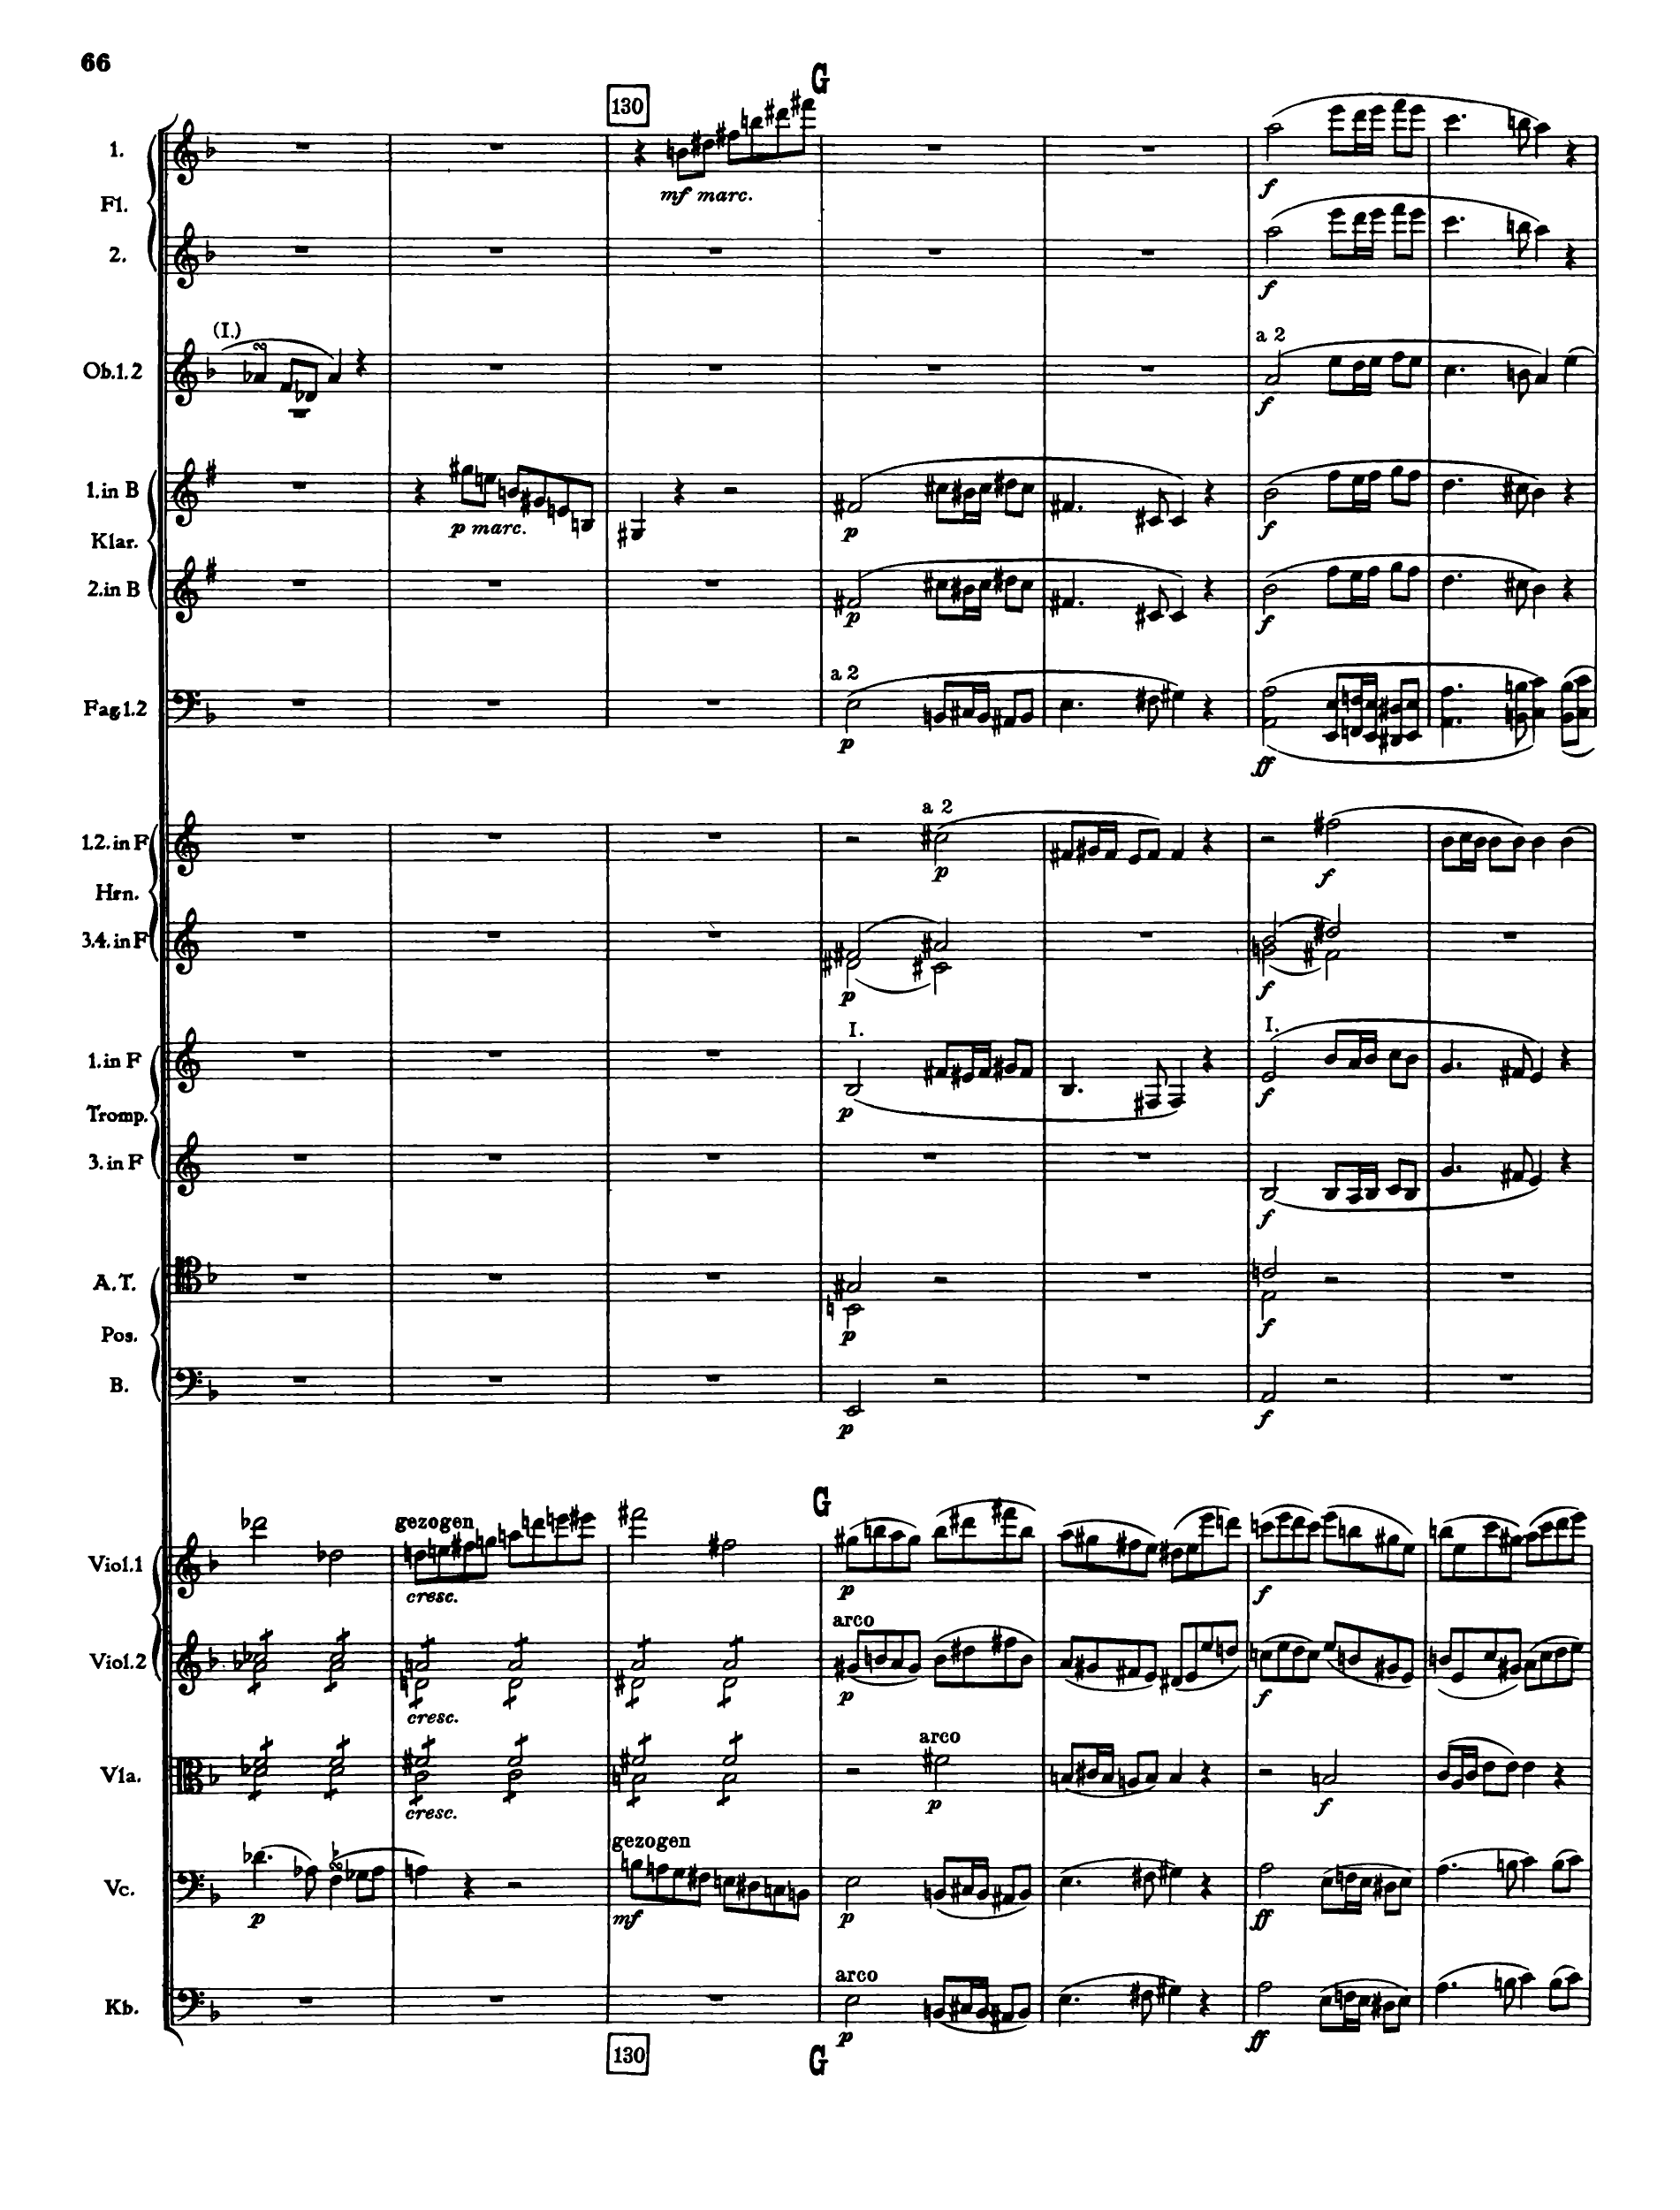 66
130
G
1.
mf marc.
f
Fl.
2.
f
(I.)
a 2
Ob.1.2
f
1.in B
p marc.
p
f
Klar.
2.in B
p
f
a 2
Fag.1.2
p
ff
a 2
1.2. in F
p
f
Hrn.
3.4. in F
p
f
I.
I.
1. in F
p
f
Tromp.
3. in F
f
A. T.
p
f
Pos.
B.
p
f
G
gezogen
Viol.1
cresc.
p
f
arco
Viol.2
cresc.
p
f
arco
Vla.
cresc.
p
f
gezogen
Vc.
p
mf
p
ff
arco
Kb.
p
ff
130
G